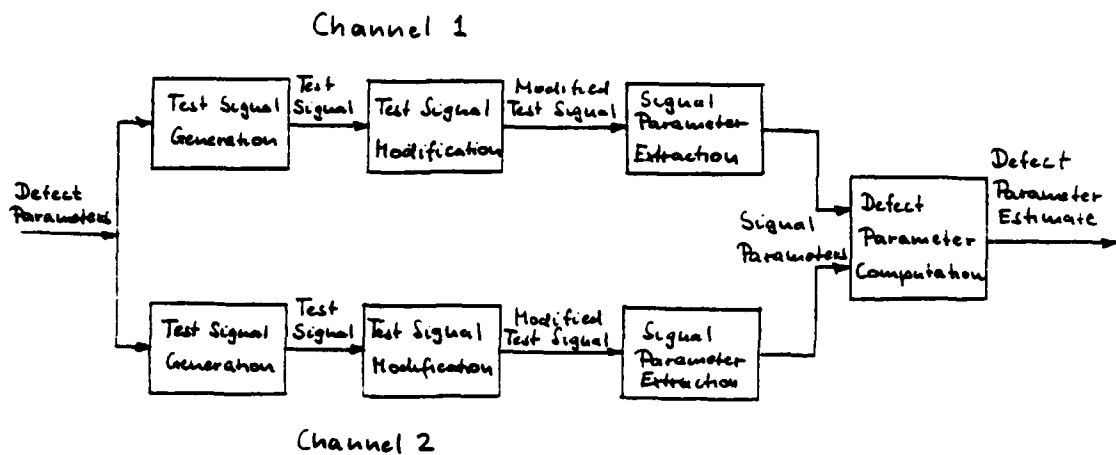 Channel 1
Test Signal
Generation
Test
Signal
Test Signal
Modification
Modified
Test Signal
Signal
Parameter
Extraction
Defect
Parameters
Signal
Parameters
Defect
Parameter
Computation
Defect
Parameter
Estimate
Test Signal
Generation
Test
Signal
Test Signal
Modification
Modified
Test Signal
Signal
Parameter
Extraction
Channel 2